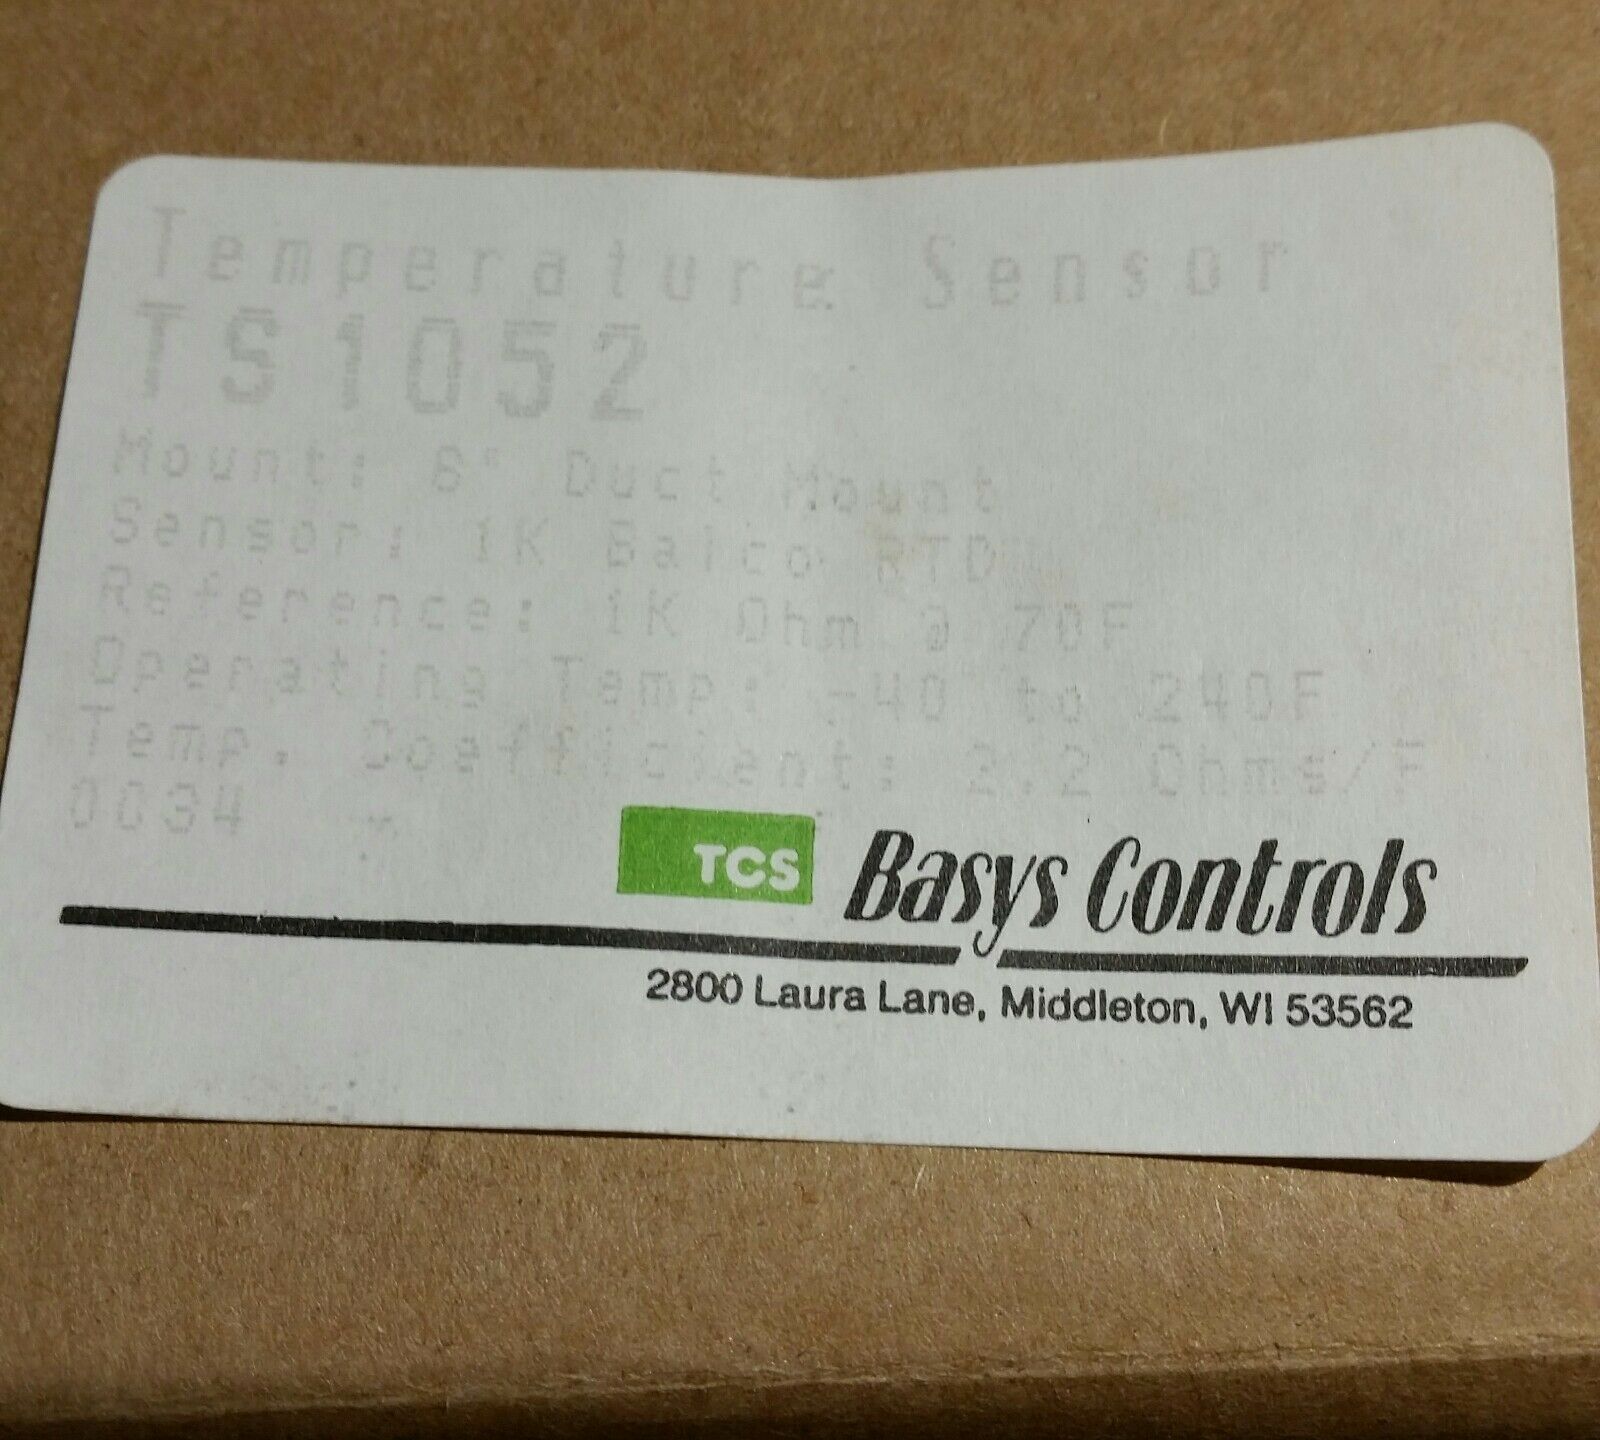 Temperature Sensor
TS1052
Mount: 6" Duct Mount
Sensor: 1K Balco RTD
Reference: 1K Ohm @ 70F
Operating Temp: -40 to 240F
Temp. Coefficient: 2.2 Ohms/F
0034
TCS Basys Controls
2800 Laura Lane, Middleton, WI 53562